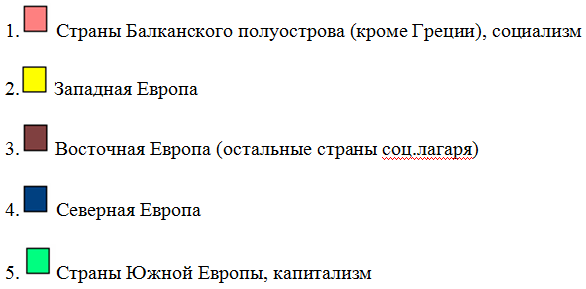 1. Страны Балканского полуострова (кроме Греции), социализм
2. Западная Европа
3. Восточная Европа (остальные страны соц.лагаря)
4. Северная Европа
5. Страны Южной Европы, капитализм